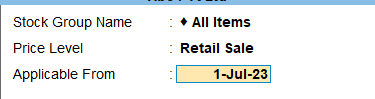 Stock Group Name : ♦ All Items
Price Level : Retail Sale
Applicable From : 1-Jul-23